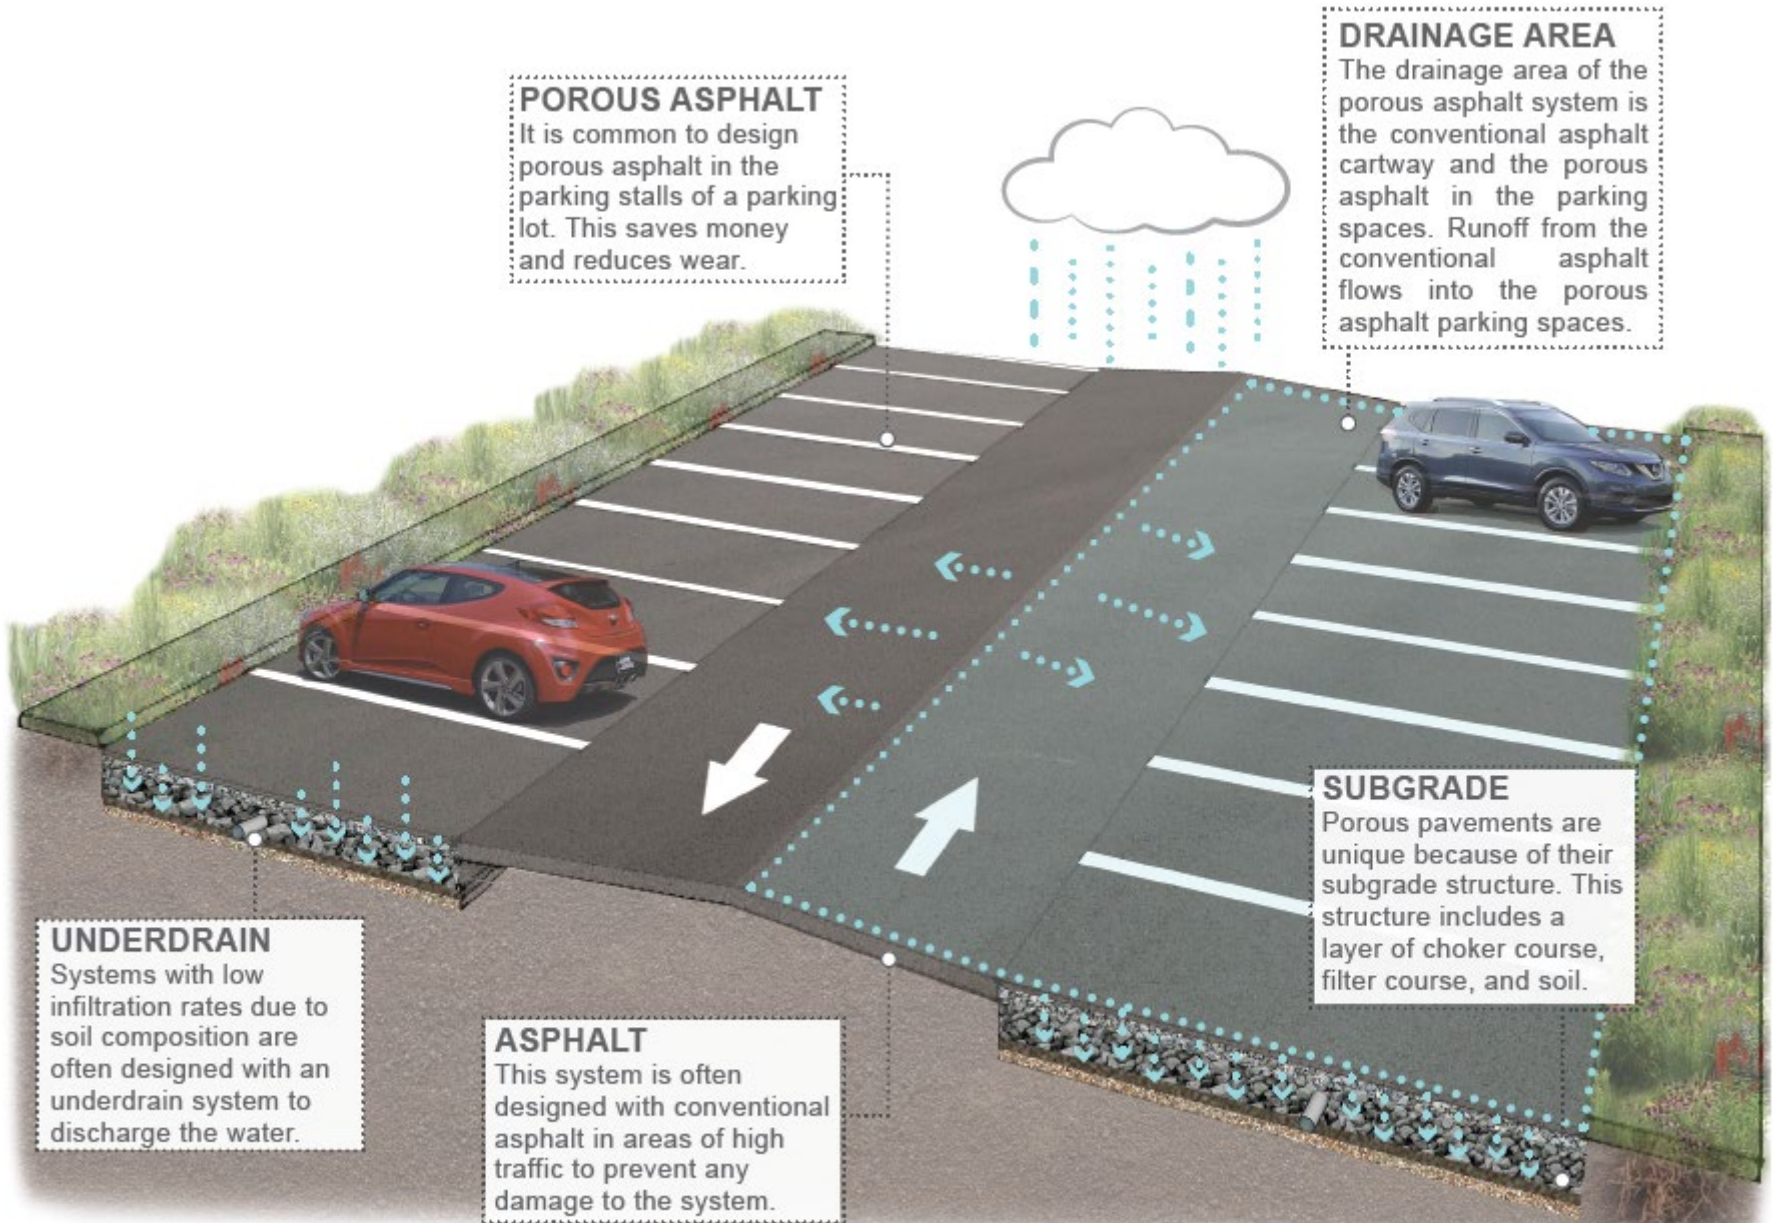 POROUS ASPHALT
It is common to design
porous asphalt in the
parking stalls of a parking
lot. This saves money
and reduces wear.
DRAINAGE AREA
The drainage area of the
porous asphalt system is
the conventional asphalt
cartway and the porous
asphalt in the parking
spaces. Runoff from the
conventional asphalt
flows into the porous
asphalt parking spaces.
UNDERDRAIN
Systems with low
infiltration rates due to
soil composition are
often designed with an
underdrain system to
discharge the water.
ASPHALT
This system is often
designed with conventional
asphalt in areas of high
traffic to prevent any
damage to the system.
SUBGRADE
Porous pavements are
unique because of their
subgrade structure. This
structure includes a
layer of choker course,
filter course, and soil.